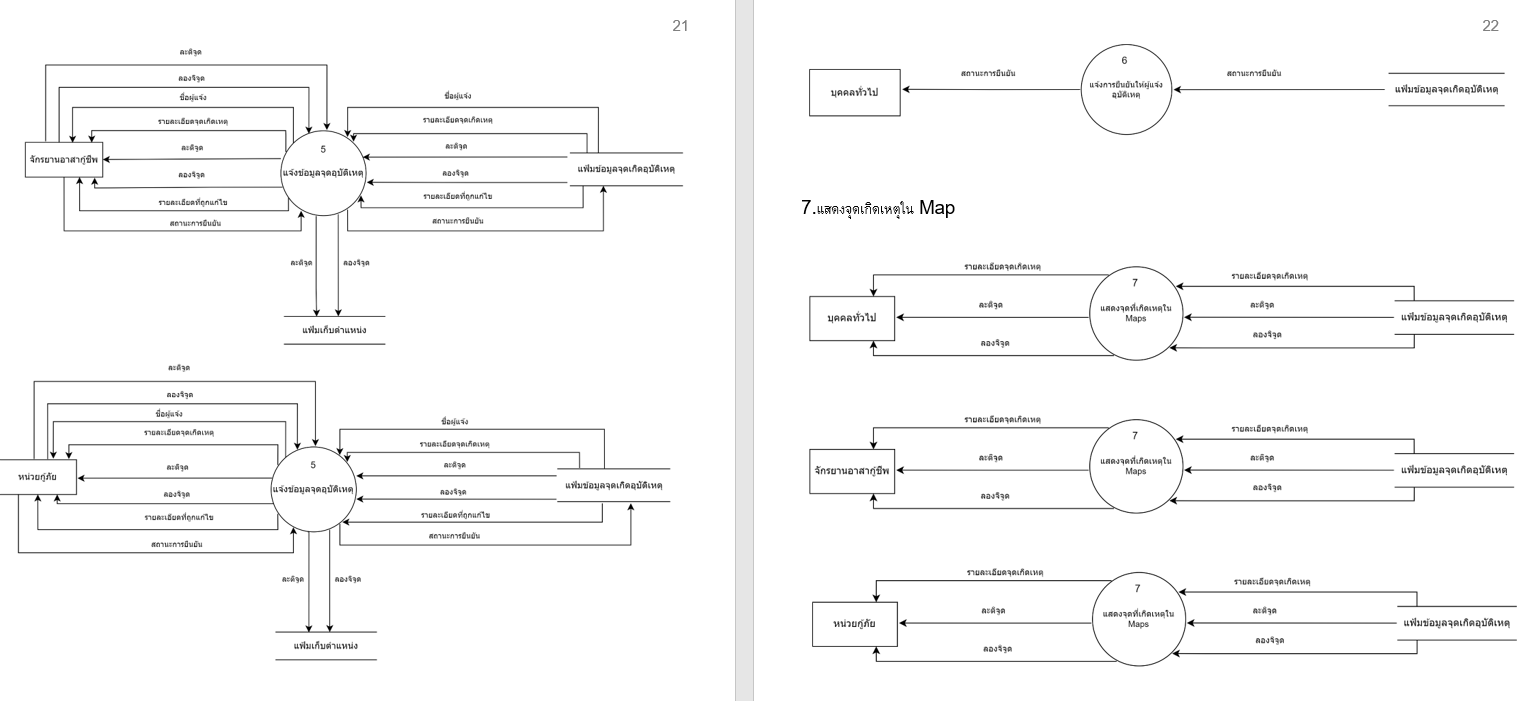 21
ละติจูด
ลองจิจูด
ชื่อผู้แจ้ง
ชื่อผู้แจ้ง
รายละเอียดจุดเกิดเหตุ
รายละเอียดจุดเกิดเหตุ
ละติจูด
ละติจูด
5
จักรยานอาสากู้ชีพ
แจ้งข้อมูลจุดอุบัติเหตุ
แฟ้มข้อมูลจุดเกิดอุบัติเหตุ
ลองจิจูด
ลองจิจูด
รายละเอียดที่ถูกแก้ไข
รายละเอียดที่ถูกแก้ไข
สถานะการยืนยัน
สถานะการยืนยัน
ละติจูด
ลองจิจูด
แฟ้มเก็บตำแหน่ง
ละติจูด
ลองจิจูด
ชื่อผู้แจ้ง
ชื่อผู้แจ้ง
รายละเอียดจุดเกิดเหตุ
รายละเอียดจุดเกิดเหตุ
ละติจูด
ละติจูด
5
หน่วยกู้ภัย
แจ้งข้อมูลจุดอุบัติเหตุ
แฟ้มข้อมูลจุดเกิดอุบัติเหตุ
ลองจิจูด
ลองจิจูด
รายละเอียดที่ถูกแก้ไข
รายละเอียดที่ถูกแก้ไข
สถานะการยืนยัน
สถานะการยืนยัน
ละติจูด
ลองจิจูด
แฟ้มเก็บตำแหน่ง
22
6
สถานะการยืนยัน
สถานะการยืนยัน
บุคคลทั่วไป
แจ้งการยืนยันให้ผู้แจ้ง
อุบัติเหตุ
แฟ้มข้อมูลจุดเกิดอุบัติเหตุ
7.แสดงจุดเกิดเหตุใน Map
รายละเอียดจุดเกิดเหตุ
รายละเอียดจุดเกิดเหตุ
7
ละติจูด
ละติจูด
บุคคลทั่วไป
แสดงจุดที่เกิดเหตุใน
Maps
แฟ้มข้อมูลจุดเกิดอุบัติเหตุ
ลองจิจูด
ลองจิจูด
รายละเอียดจุดเกิดเหตุ
รายละเอียดจุดเกิดเหตุ
7
ละติจูด
ละติจูด
จักรยานอาสากู้ชีพ
แสดงจุดที่เกิดเหตุใน
Maps
แฟ้มข้อมูลจุดเกิดอุบัติเหตุ
ลองจิจูด
ลองจิจูด
รายละเอียดจุดเกิดเหตุ
รายละเอียดจุดเกิดเหตุ
7
ละติจูด
ละติจูด
หน่วยกู้ภัย
แสดงจุดที่เกิดเหตุใน
Maps
แฟ้มข้อมูลจุดเกิดอุบัติเหตุ
ลองจิจูด
ลองจิจูด